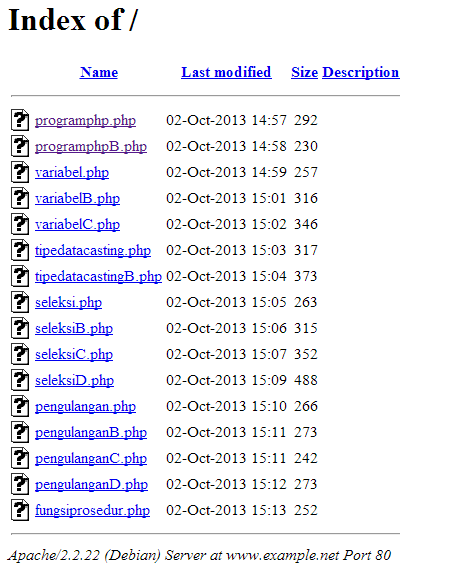 Index of /
Name Last modified Size Description
programphp.php 02-Oct-2013 14:57 292
programphpB.php 02-Oct-2013 14:58 230
variabel.php 02-Oct-2013 14:59 257
variabelB.php 02-Oct-2013 15:01 316
variabelC.php 02-Oct-2013 15:02 346
tipedatacasting.php 02-Oct-2013 15:03 317
tipedatacastingB.php 02-Oct-2013 15:04 373
seleksi.php 02-Oct-2013 15:05 263
seleksiB.php 02-Oct-2013 15:06 315
seleksiC.php 02-Oct-2013 15:07 352
seleksiD.php 02-Oct-2013 15:09 488
pengulangan.php 02-Oct-2013 15:10 266
pengulanganB.php 02-Oct-2013 15:11 273
pengulanganC.php 02-Oct-2013 15:11 242
pengulanganD.php 02-Oct-2013 15:12 273
fungsiprosedur.php 02-Oct-2013 15:13 252
Apache/2.2.22 (Debian) Server at www.example.net Port 80